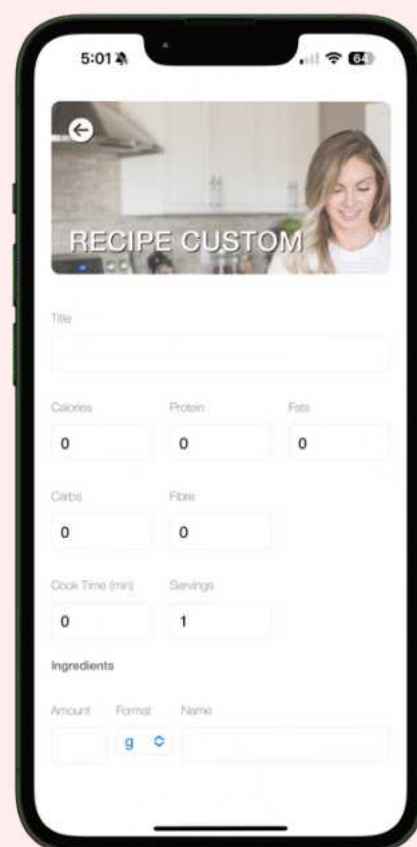 5:01
64
RECIPE CUSTOM
Title
Calories Protein Fats
0 0 0
Carbs Fibre
0 0
Cook Time (min) Servings
0 1
Ingredients
Amount Format Name
g